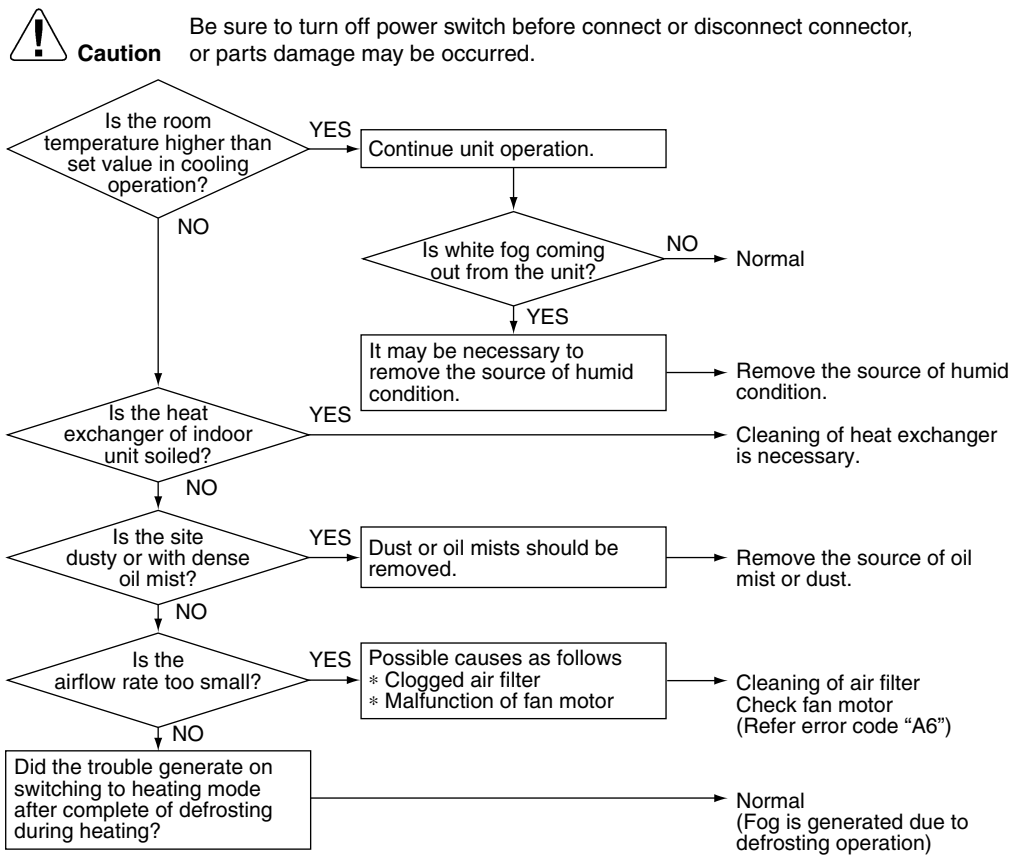 Be sure to turn off power switch before connect or disconnect connector,
Caution or parts damage may be occurred.
Is the room
temperature higher than
set value in cooling
operation?
YES
Continue unit operation.
NO
Is white fog coming
out from the unit?
NO
Normal
YES
It may be necessary to
remove the source of humid
condition.
Remove the source of humid
condition.
Is the heat
exchanger of indoor
unit soiled?
YES
Cleaning of heat exchanger
is necessary.
NO
Is the site
dusty or with dense
oil mist?
YES
Dust or oil mists should be
removed.
Remove the source of oil
mist or dust.
NO
Is the
airflow rate too small?
YES
Possible causes as follows
* Clogged air filter
* Malfunction of fan motor
Cleaning of air filter
Check fan motor
(Refer error code “A6”)
NO
Did the trouble generate on
switching to heating mode
after complete of defrosting
during heating?
Normal
(Fog is generated due to
defrosting operation)